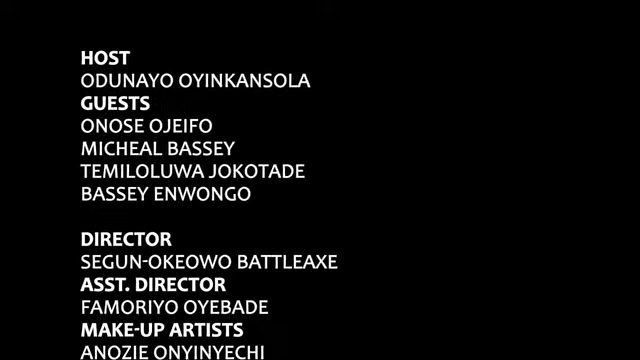 HOST
ODUNAYO OYINKANSOLA
GUESTS
ONOSE OJEIFO
MICHEAL BASSEY
TEMILOLUWA JOKOTADE
BASSEY ENWONGO
DIRECTOR
SEGUN-OKEOWO BATTLEAXE
ASST. DIRECTOR
FAMORIYO OYEBADE
MAKE-UP ARTISTS
ANOZIE ONYINYECHI